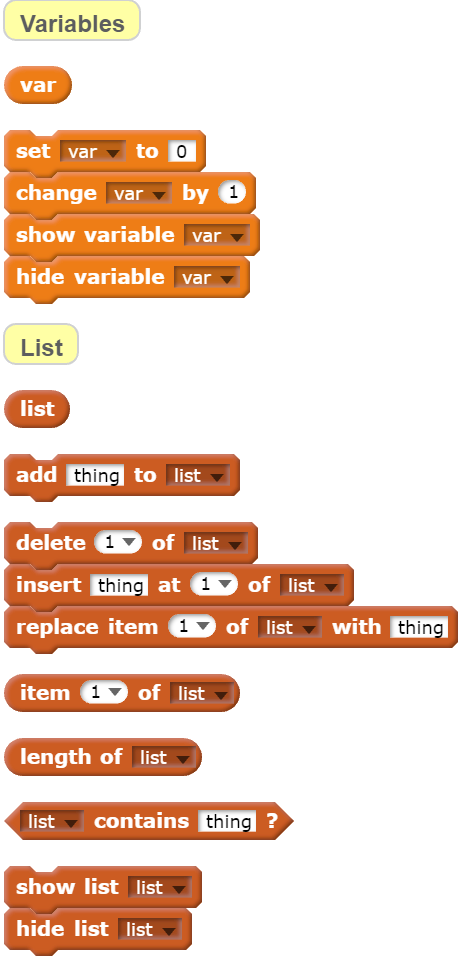 Variables
var
set var to 0
change var by 1
show variable var
hide variable var
List
list
add thing to list
delete 1 of list
insert thing at 1 of list
replace item 1 of list with thing
item 1 of list
length of list
list contains thing ?
show list list
hide list list